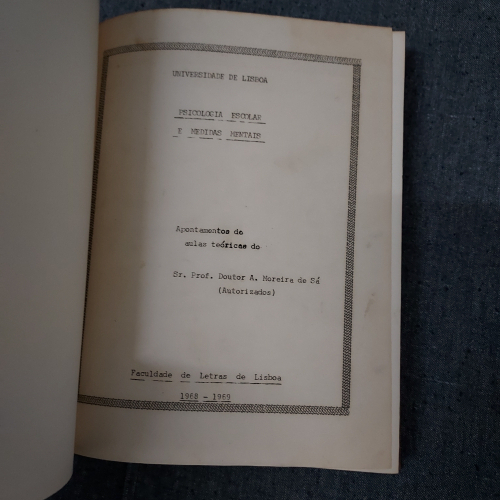 UNIVERSIDADE DE LISBOA
PSICOLOGIA ESCOLAR
E MEDIDAS MENTAIS
Apontamentos de
aulas teóricas do
Sr. Prof. Doutor A. Moreira de Sá
(Autorizados)
Faculdade de Letras de Lisboa
1968 - 1969